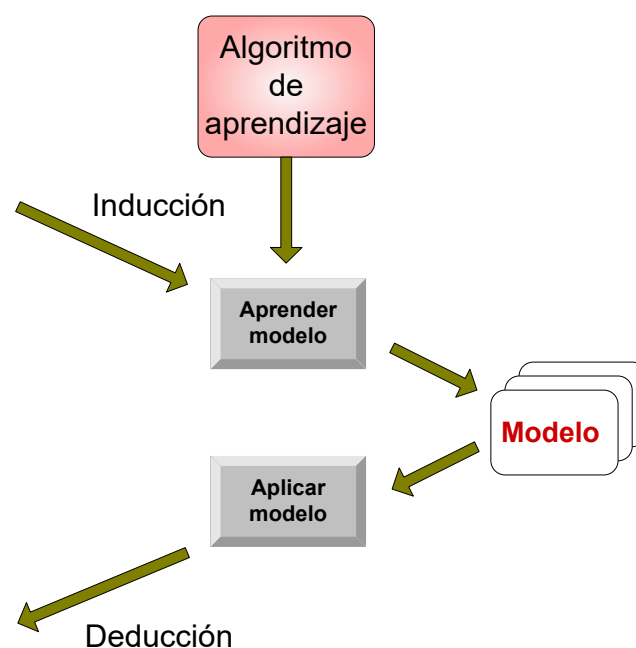 Algoritmo
de
aprendizaje
Inducción
Aprender
modelo
Modelo
Aplicar
modelo
Deducción